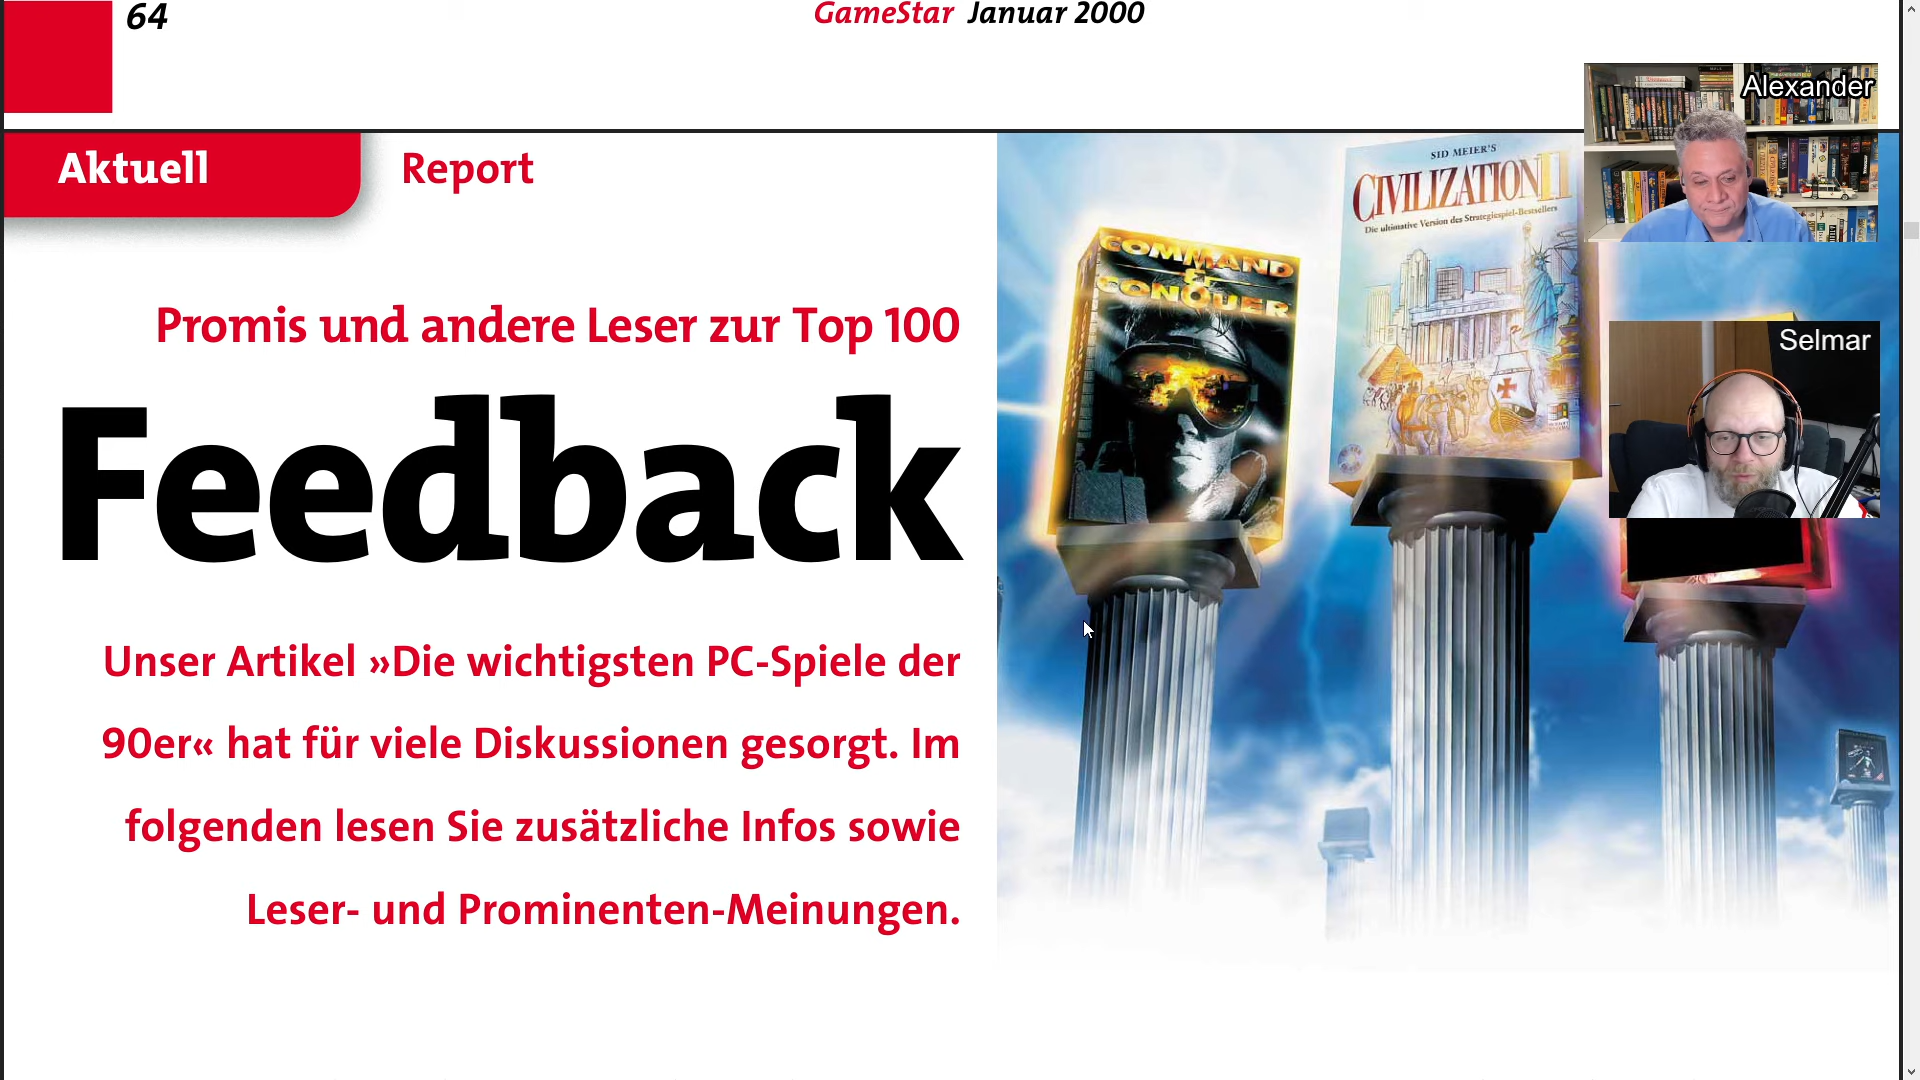 64
GameStar Januar 2000
Aktuell
Report
Promis und andere Leser zur Top 100
Feedback
Unser Artikel »Die wichtigsten PC-Spiele der
90er« hat für viele Diskussionen gesorgt. Im
folgenden lesen Sie zusätzliche Infos sowie
Leser- und Prominenten-Meinungen.
COMMAND
&
CONQUER
SID MEIER'S
CIVILIZATION II
Die ultimative Version des Strategiespiel-Bestsellers
Alexander
Selmar